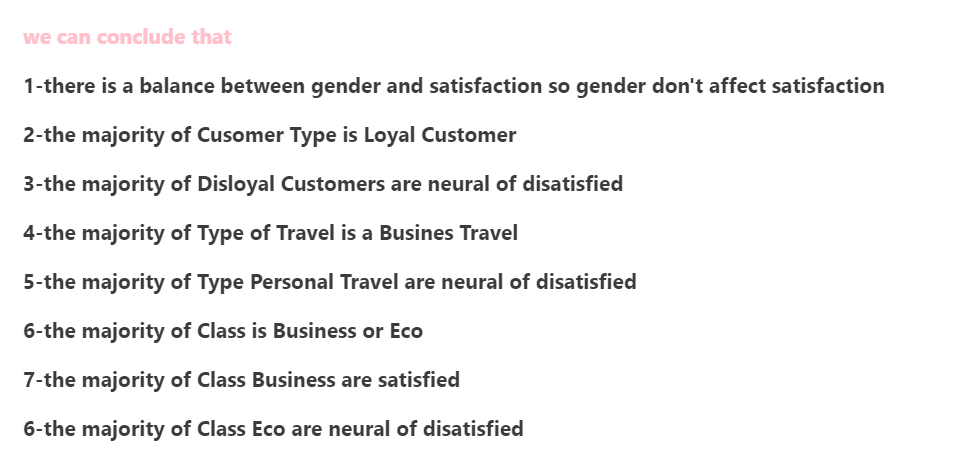 we can conclude that
1-there is a balance between gender and satisfaction so gender don't affect satisfaction
2-the majority of Cusomer Type is Loyal Customer
3-the majority of Disloyal Customers are neural of disatisfied
4-the majority of Type of Travel is a Busines Travel
5-the majority of Type Personal Travel are neural of disatisfied
6-the majority of Class is Business or Eco
7-the majority of Class Business are satisfied
6-the majority of Class Eco are neural of disatisfied